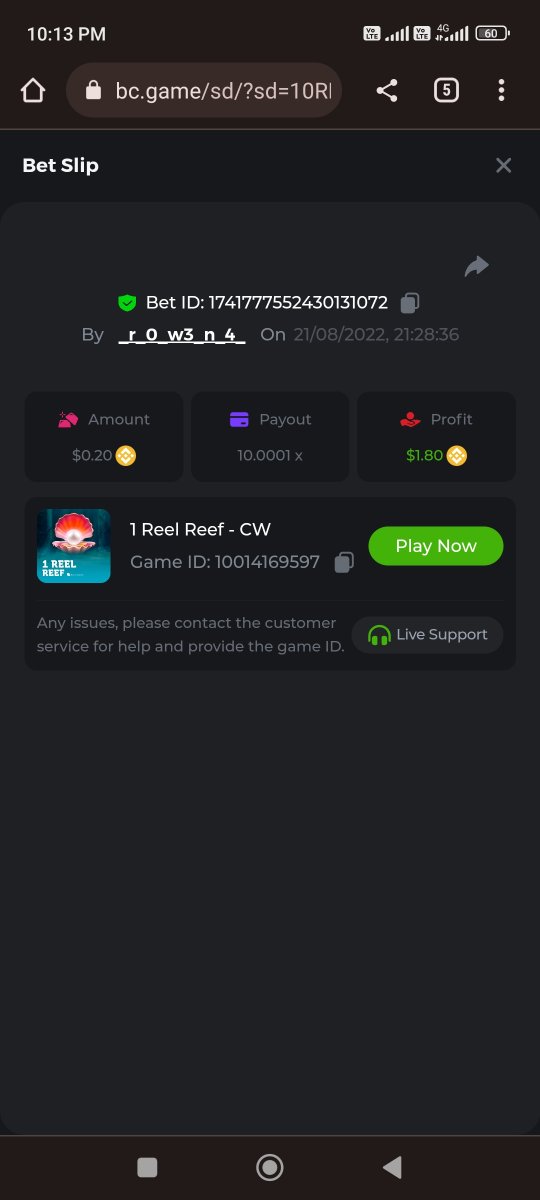 10:13 PM Vo LTE Vo LTE 4G 60
bc.game/sd/?sd=10R 5
Bet Slip
Bet ID: 1741777552430131072
By _r_0_w3_n_4_ On 21/08/2022, 21:28:36
Amount Payout Profit
$0.20 10.0001 x $1.80
1 Reel Reef - CW
Game ID: 10014169597
Play Now
1 REEL
REEF
Any issues, please contact the customer
service for help and provide the game ID.
Live Support